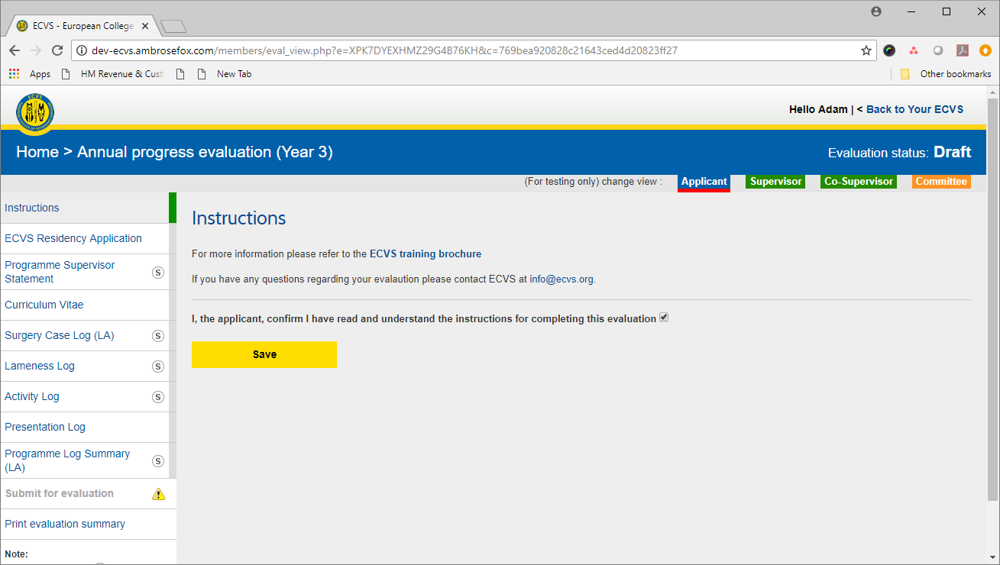 ECVS - European College
dev-ecvs.ambrosefox.com/members/eval_view.php?e=XPK7DYEXHMZ29G4B76KH&c=769bea920828c21643ced4d20823ff27
Apps HM Revenue & Cust New Tab Other bookmarks
ECVS
Hello Adam | < Back to Your ECVS
Home > Annual progress evaluation (Year 3) Evaluation status: Draft
(For testing only) change view : Applicant Supervisor Co-Supervisor Committee
Instructions
ECVS Residency Application
Programme Supervisor
Statement S
Curriculum Vitae
Surgery Case Log (LA) S
Lameness Log S
Activity Log S
Presentation Log
Programme Log Summary
(LA) S
Submit for evaluation
Print evaluation summary
Note:
Instructions
For more information please refer to the ECVS training brochure
If you have any questions regarding your evalaution please contact ECVS at info@ecvs.org.
I, the applicant, confirm I have read and understand the instructions for completing this evaluation
Save